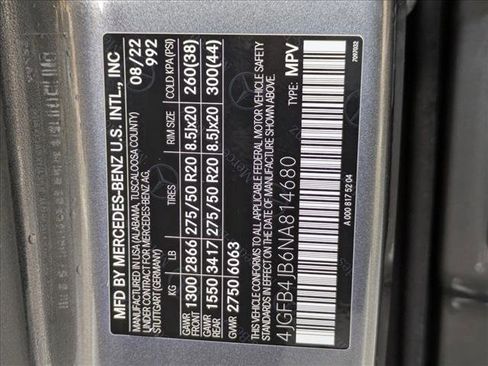 MFD BY MERCEDES-BENZ U.S. INTL., INC
MANUFACTURED IN USA (ALABAMA, TUSCALOOSA COUNTY)
UNDER CONTRACT FOR MERCEDES-BENZ AG,
STUTTGART (GERMANY)
08/22
992
KG LB TIRES RIM SIZE COLD KPA(PSI)
GAWR FRONT 1300 2866 275/50 R20 8.5Jx20 260(38)
GAWR REAR 1550 3417 275/50 R20 8.5Jx20 300(44)
GVWR 2750 6063
THIS VEHICLE CONFORMS TO ALL APPLICABLE FEDERAL MOTOR VEHICLE SAFETY
STANDARDS IN EFFECT ON THE DATE OF MANUFACTURE SHOWN ABOVE
4JGFB4JB6NA814680 TYPE: MPV
A 000 817 52 04